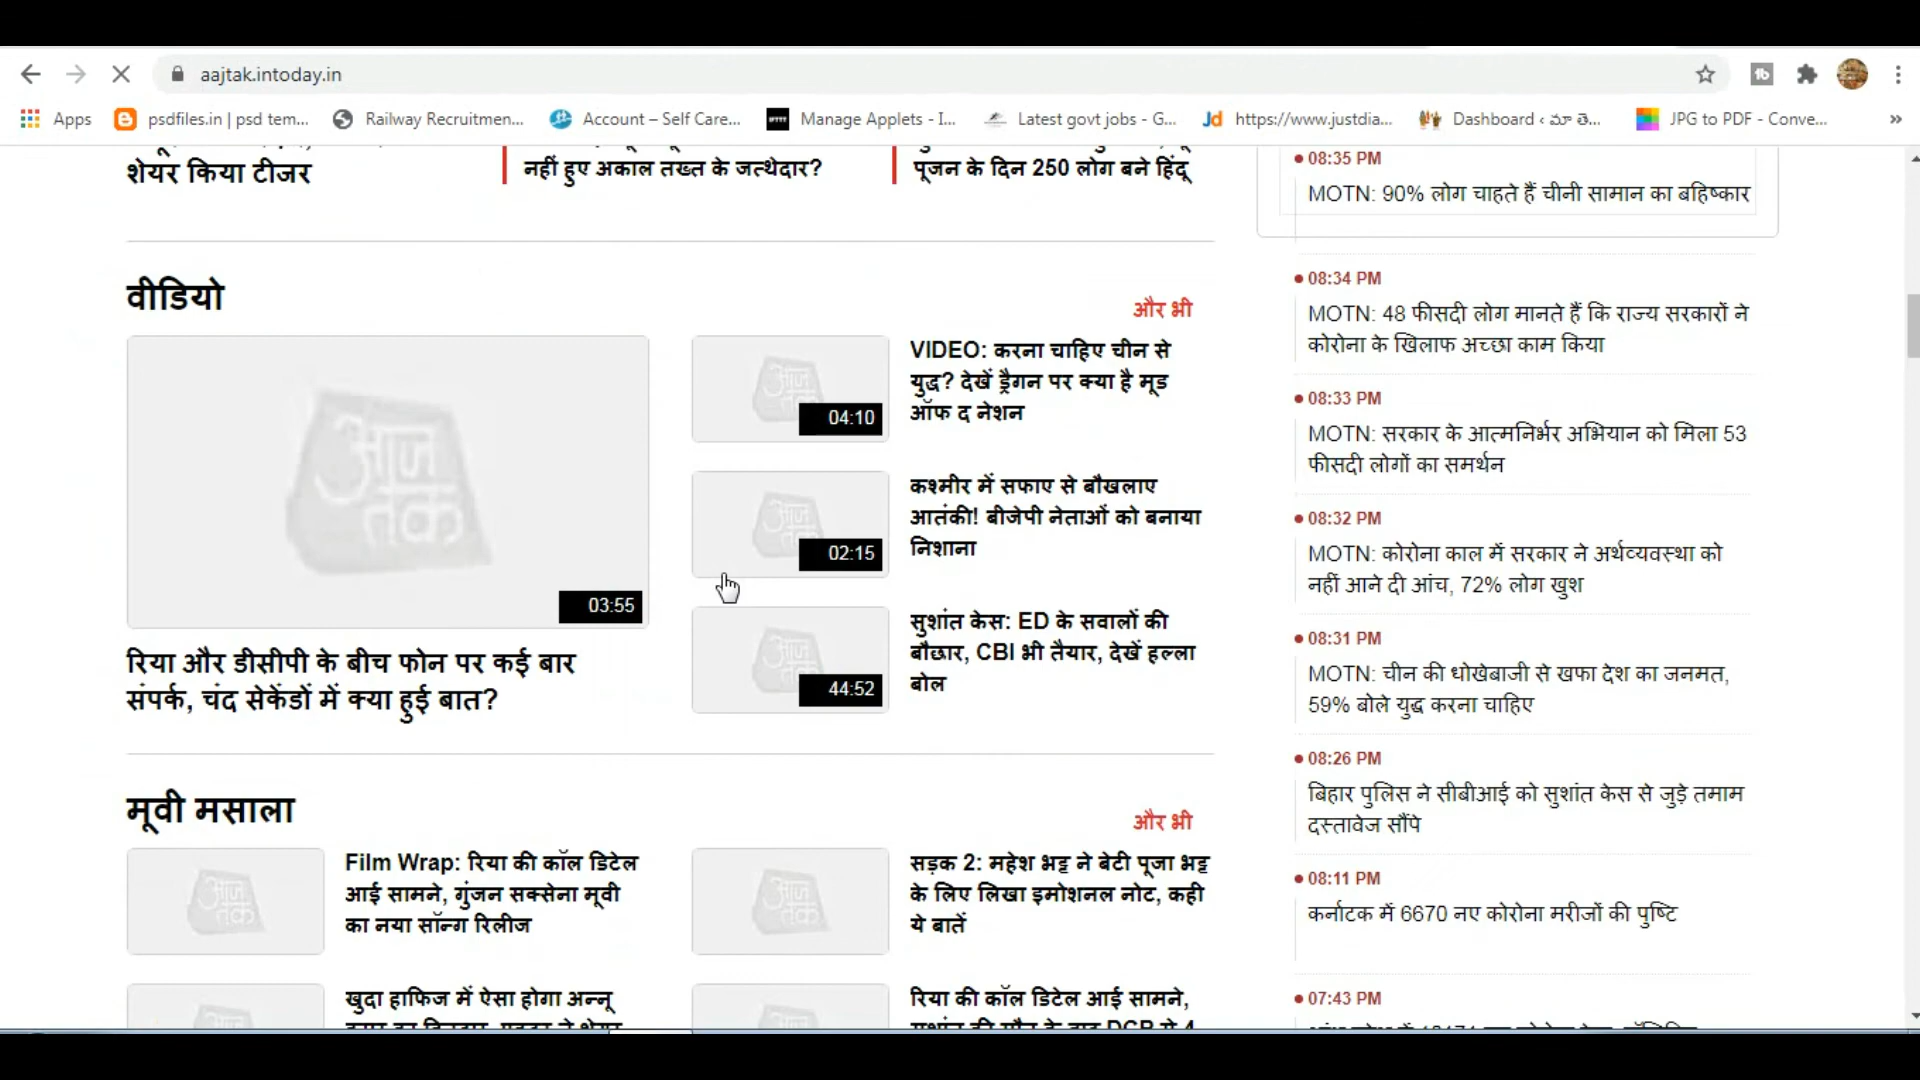 aajtak.intoday.in
Apps
psdfiles.in | psd tem...
Railway Recruitmen...
Account – Self Care...
Manage Applets - I...
Latest govt jobs - G...
https://www.justdia...
Dashboard ‹ మా తె...
JPG to PDF - Conve...
शेयर किया टीजर
नहीं हुए अकाल तख्त के जत्थेदार?
पूजन के दिन 250 लोग बने हिंदू
वीडियो
और भी
आज तक
03:55
रिया और डीसीपी के बीच फोन पर कई बार
संपर्क, चंद सेकेंडों में क्या हुई बात?
04:10
VIDEO: करना चाहिए चीन से
युद्ध? देखें ड्रैगन पर क्या है मूड
ऑफ द नेशन
02:15
कश्मीर में सफाए से बौखलाए
आतंकी! बीजेपी नेताओं को बनाया
निशाना
44:52
सुशांत केस: ED के सवालों की
बौछार, CBI भी तैयार, देखें हल्ला
बोल
मूवी मसाला
और भी
Film Wrap: रिया की कॉल डिटेल
आई सामने, गुंजन सक्सेना मूवी
का नया सॉन्ग रिलीज
सड़क 2: महेश भट्ट ने बेटी पूजा भट्ट
के लिए लिखा इमोशनल नोट, कही
ये बातें
खुदा हाफिज में ऐसा होगा अन्नू
रिया की कॉल डिटेल आई सामने,
08:35 PM
MOTN: 90% लोग चाहते हैं चीनी सामान का बहिष्कार
08:34 PM
MOTN: 48 फीसदी लोग मानते हैं कि राज्य सरकारों ने
कोरोना के खिलाफ अच्छा काम किया
08:33 PM
MOTN: सरकार के आत्मनिर्भर अभियान को मिला 53
फीसदी लोगों का समर्थन
08:32 PM
MOTN: कोरोना काल में सरकार ने अर्थव्यवस्था को
नहीं आने दी आंच, 72% लोग खुश
08:31 PM
MOTN: चीन की धोखेबाजी से खफा देश का जनमत,
59% बोले युद्ध करना चाहिए
08:26 PM
बिहार पुलिस ने सीबीआई को सुशांत केस से जुड़े तमाम
दस्तावेज सौंपे
08:11 PM
कर्नाटक में 6670 नए कोरोना मरीजों की पुष्टि
07:43 PM